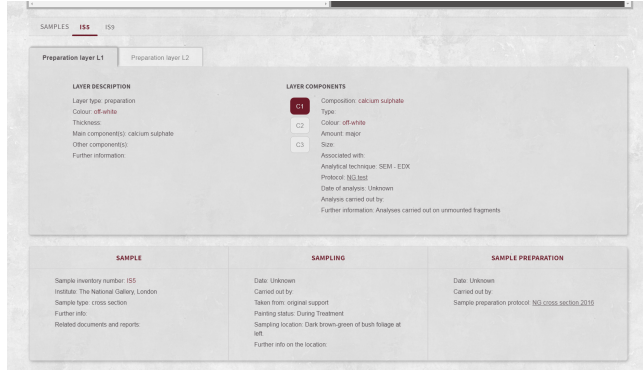 SAMPLES IS5 IS9
Preparation layer L1
Preparation layer L2
LAYER DESCRIPTION
Layer type: preparation
Colour: off-white
Thickness:
Main component(s): calcium sulphate
Other component(s):
Further information:
LAYER COMPONENTS
C1
C2
C3
Composition: calcium sulphate
Type:
Colour: off-white
Amount: major
Size:
Associated with:
Analytical technique: SEM - EDX
Protocol: NG test
Date of analysis: Unknown
Analysis carried out by:
Further information: Analyses carried out on unmounted fragments
SAMPLE
Sample inventory number: IS5
Institute: The National Gallery, London
Sample type: cross section
Further info:
Related documents and reports:
SAMPLING
Date: Unknown
Carried out by:
Taken from: original support
Painting status: During Treatment
Sampling location: Dark brown-green of bush foliage at
left.
Further info on the location:
SAMPLE PREPARATION
Date: Unknown
Carried out by:
Sample preparation protocol: NG cross section 2016